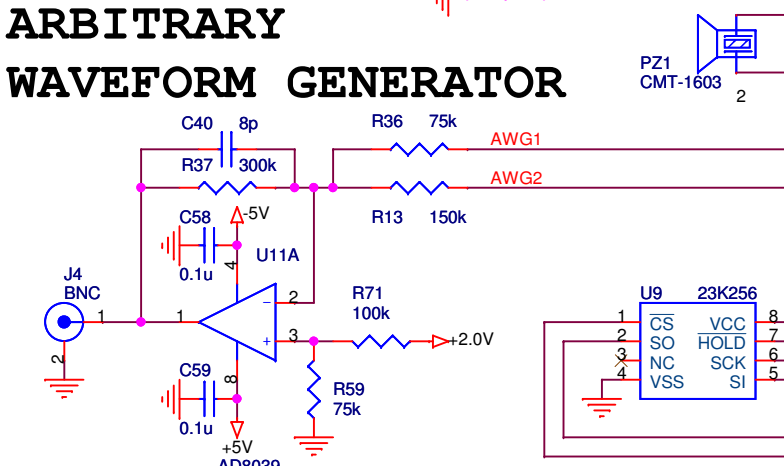 ARBITRARY
WAVEFORM GENERATOR
PZ1
CMT-1603
2
C40 8p
R36 75k
AWG1
R37 300k
AWG2
R13 150k
C58
-5V
0.1u
4
U11A
J4
BNC
1
1
2
3
2
R71
100k
+2.0V
C59
0.1u
8
R59
75k
+5V
AD8039
U9 23K256
1 CS VCC 8
2 SO HOLD 7
3 NC SCK 6
4 VSS SI 5